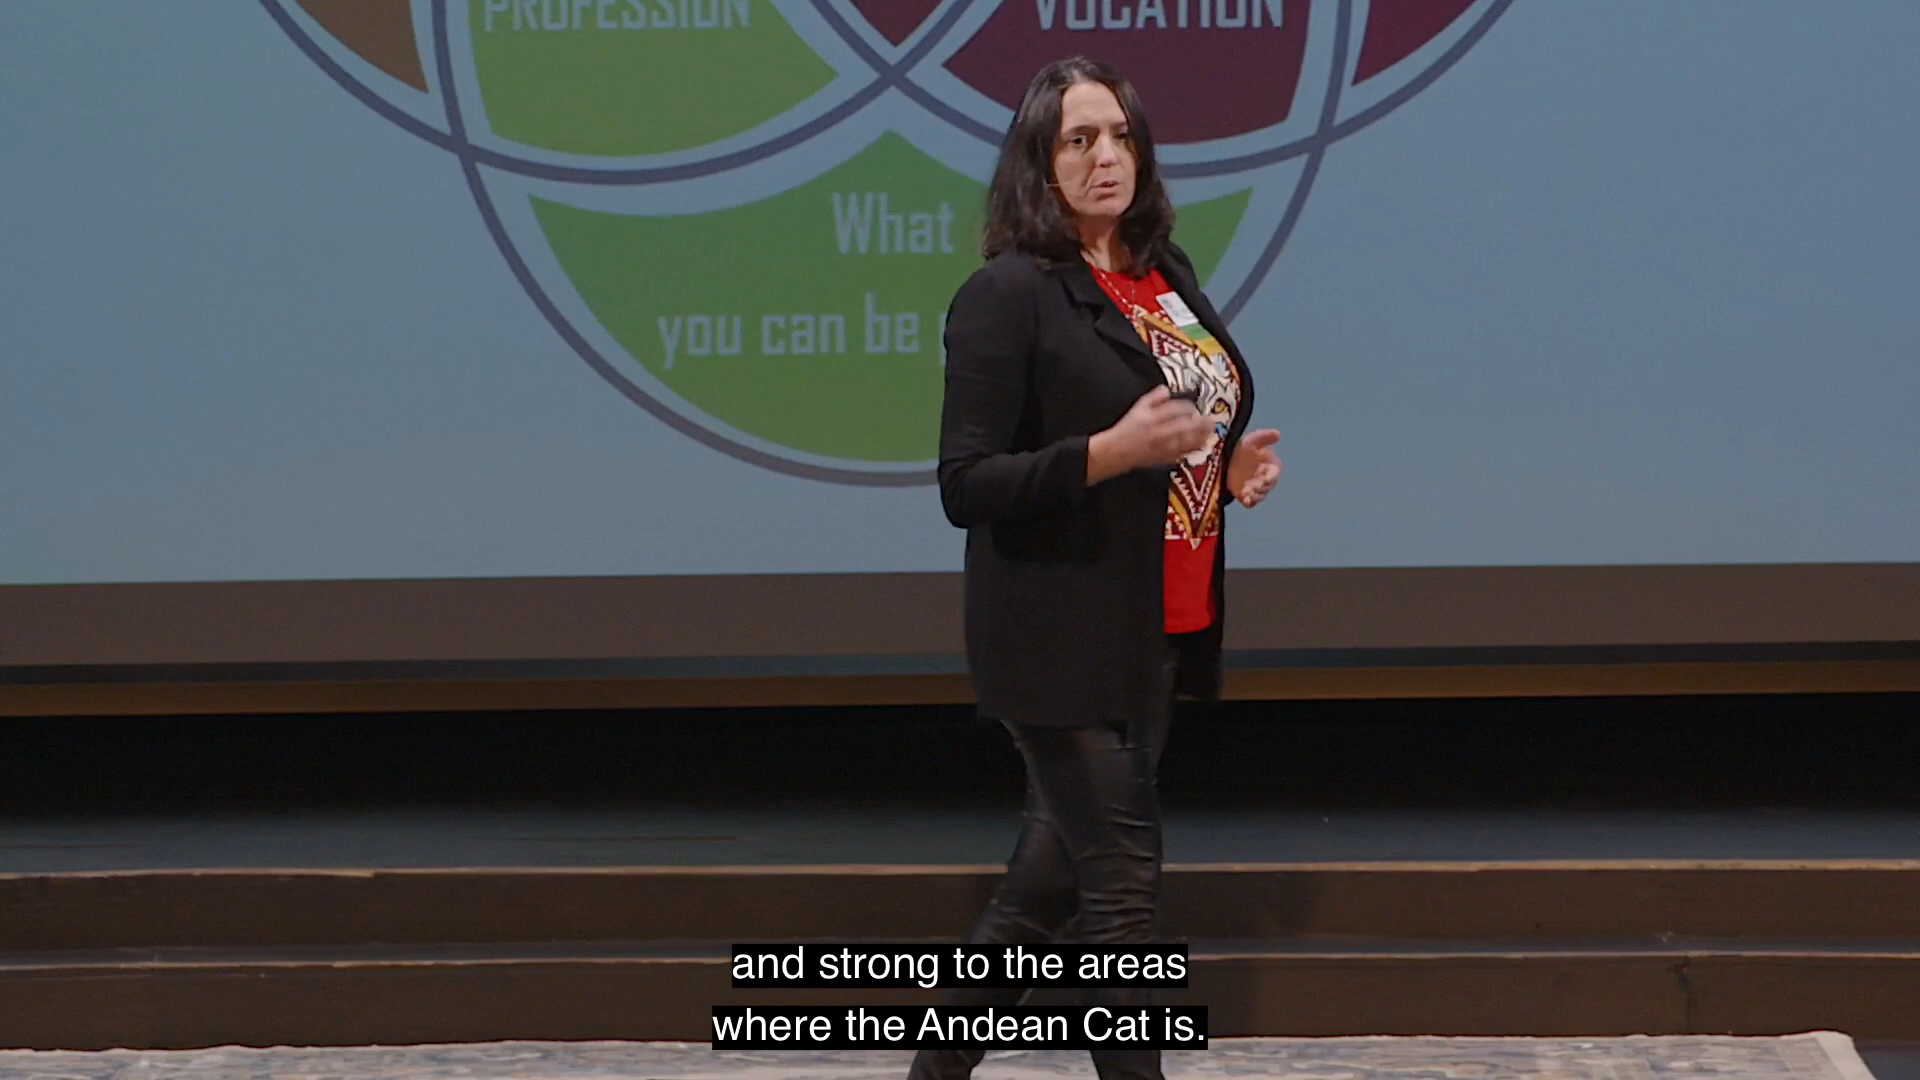 PROFESSION
VOCATION
What
you can be
and strong to the areas
where the Andean Cat is.